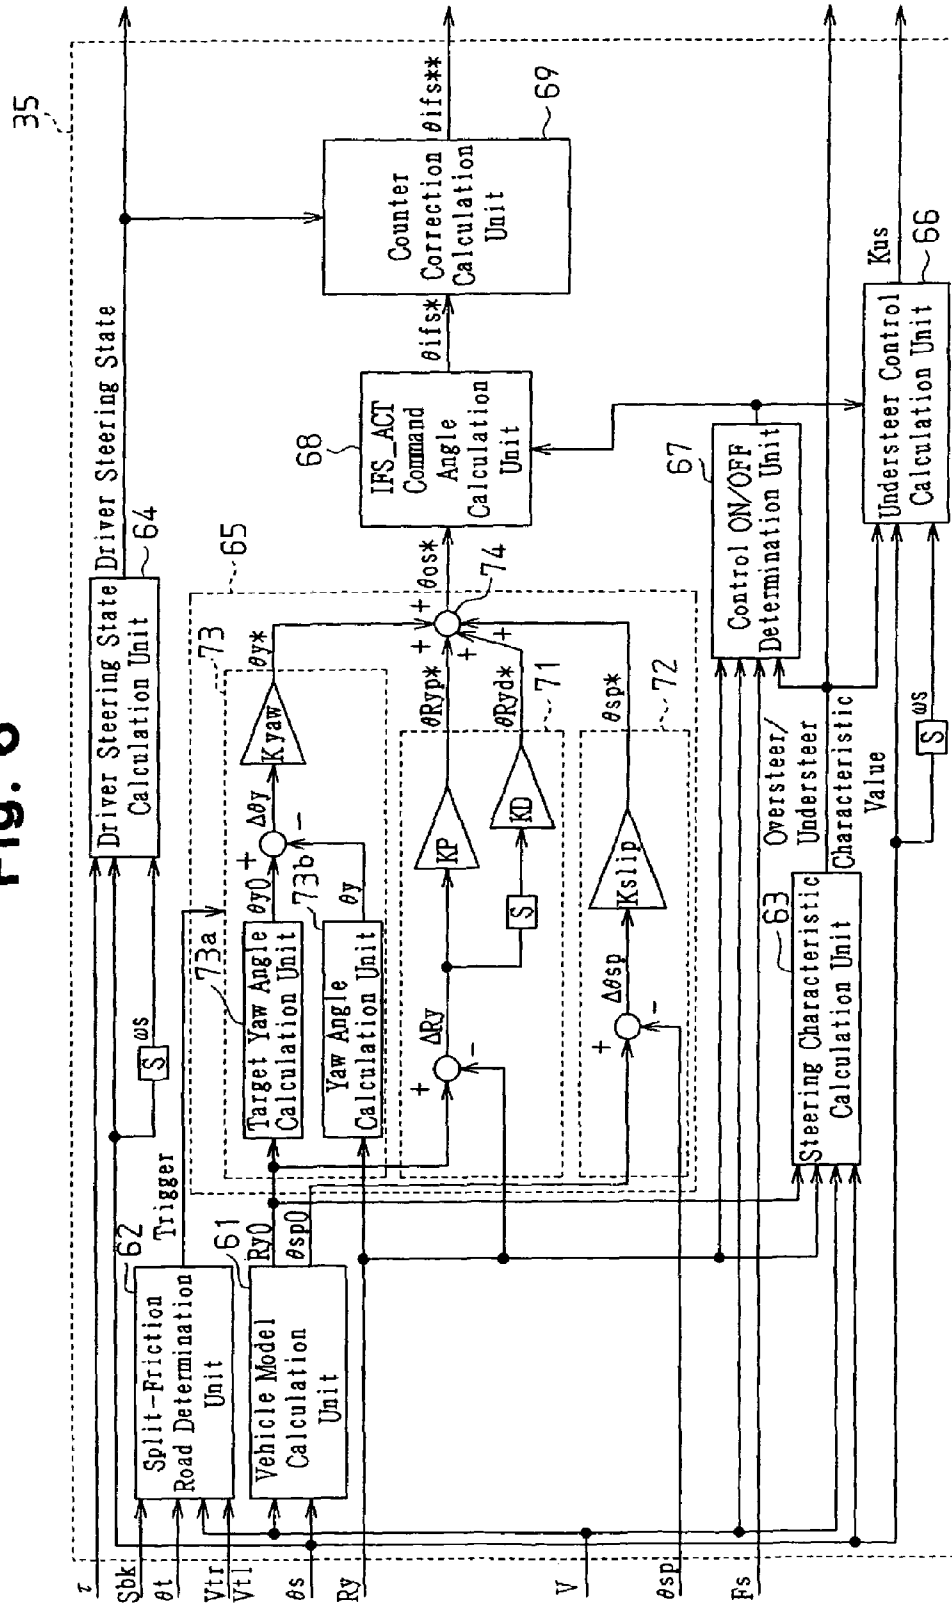 Fig. 6
35
τ
Sbk
θt
Vtr
Vtl
θs
Ry
V
θsp
Fs
Split-Friction
Road Determination
Unit
62
Trigger
Vehicle Model
Calculation
Unit
61
Ry0
θsp0
S
ωs
Driver Steering State
Calculation Unit
64
Driver Steering State
65
73
73a
Target Yaw Angle
Calculation Unit
θy0
+
-
Δθy
Kyaw
θy*
73b
Yaw Angle
Calculation Unit
θy
71
+
-
ΔRy
KP
θRyp*
S
KD
θRyd*
72
+
-
Δθsp
Kslip
θsp*
+
+
+
+
74
θos*
68
IFS_ACT
Command
Angle
Calculation
Unit
θifs*
Counter
Correction
Calculation
Unit
69
θifs**
67
Control ON/OFF
Determination Unit
63
Steering Characteristic
Calculation Unit
Oversteer/
Understeer
Characteristic
Value
S
ωs
Understeer Control
Calculation Unit
66
Kus